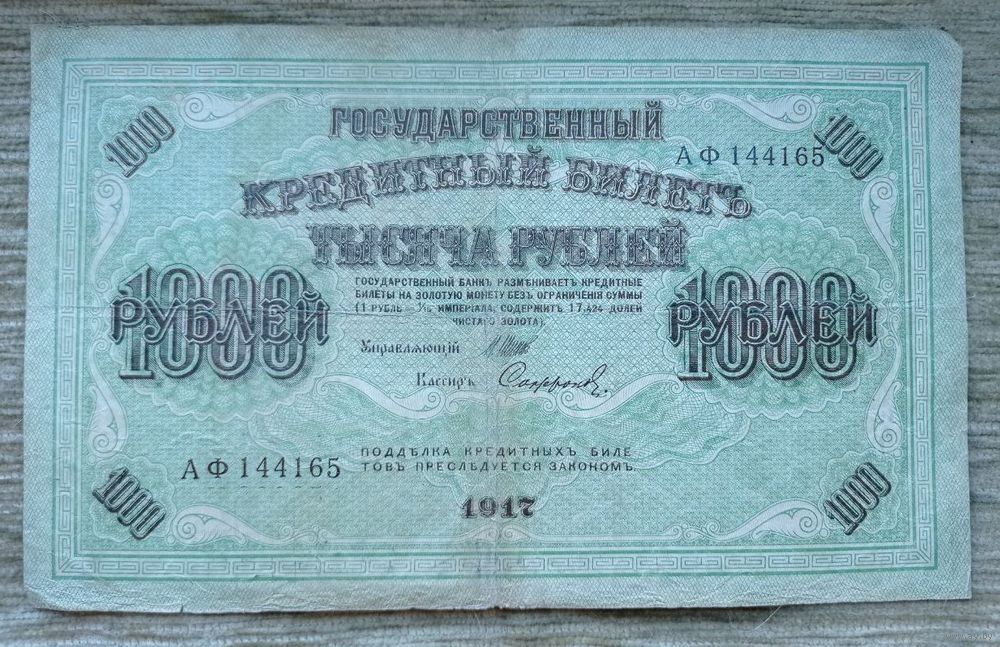 1000
1000
ГОСУДАРСТВЕННЫЙ
АФ 144165
КРЕДИТНЫЙ БИЛЕТЪ
ТЫСЯЧА РУБЛЕЙ
1000
РУБЛЕЙ
1000
РУБЛЕЙ
ГОСУДАРСТВЕННЫЙ БАНКЪ РАЗМѢНИВАЕТЪ КРЕДИТНЫЕ
БИЛЕТЫ НА ЗОЛОТУЮ МОНЕТУ БЕЗЪ ОГРАНИЧЕНІЯ СУММЫ
(1 РУБЛЬ = 1/15 ИМПЕРІАЛА, СОДЕРЖИТЪ 17,424 ДОЛЕЙ
ЧИСТАГО ЗОЛОТА).
Управляющій
Кассиръ Сафронов
АФ 144165
ПОДДѢЛКА КРЕДИТНЫХЪ БИЛЕ
ТОВЪ ПРЕСЛѢДУЕТСЯ ЗАКОНОМЪ.
1917
1000
1000